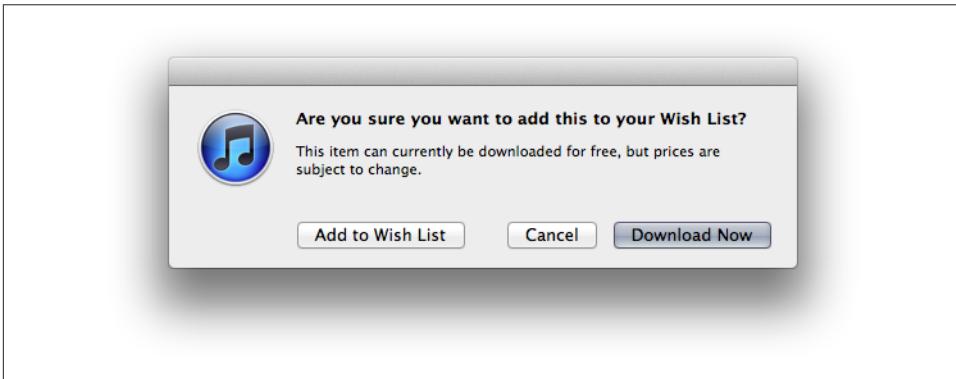 Are you sure you want to add this to your Wish List?
This item can currently be downloaded for free, but prices are
subject to change.
Add to Wish List
Cancel
Download Now